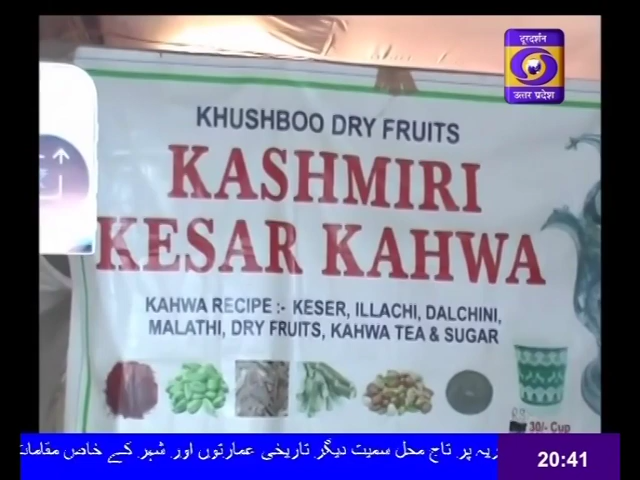 दूरदर्शन
उत्तर प्रदेश
KHUSHBOO DRY FRUITS
KASHMIRI
KESAR KAHWA
KAHWA RECIPE :- KESER, ILLACHI, DALCHINI,
MALATHI, DRY FRUITS, KAHWA TEA & SUGAR
30/- Cup
پر تاج محل سمیت دیگر تاریخی عمارتوں اور شہر کے خاص مقامات
20:41